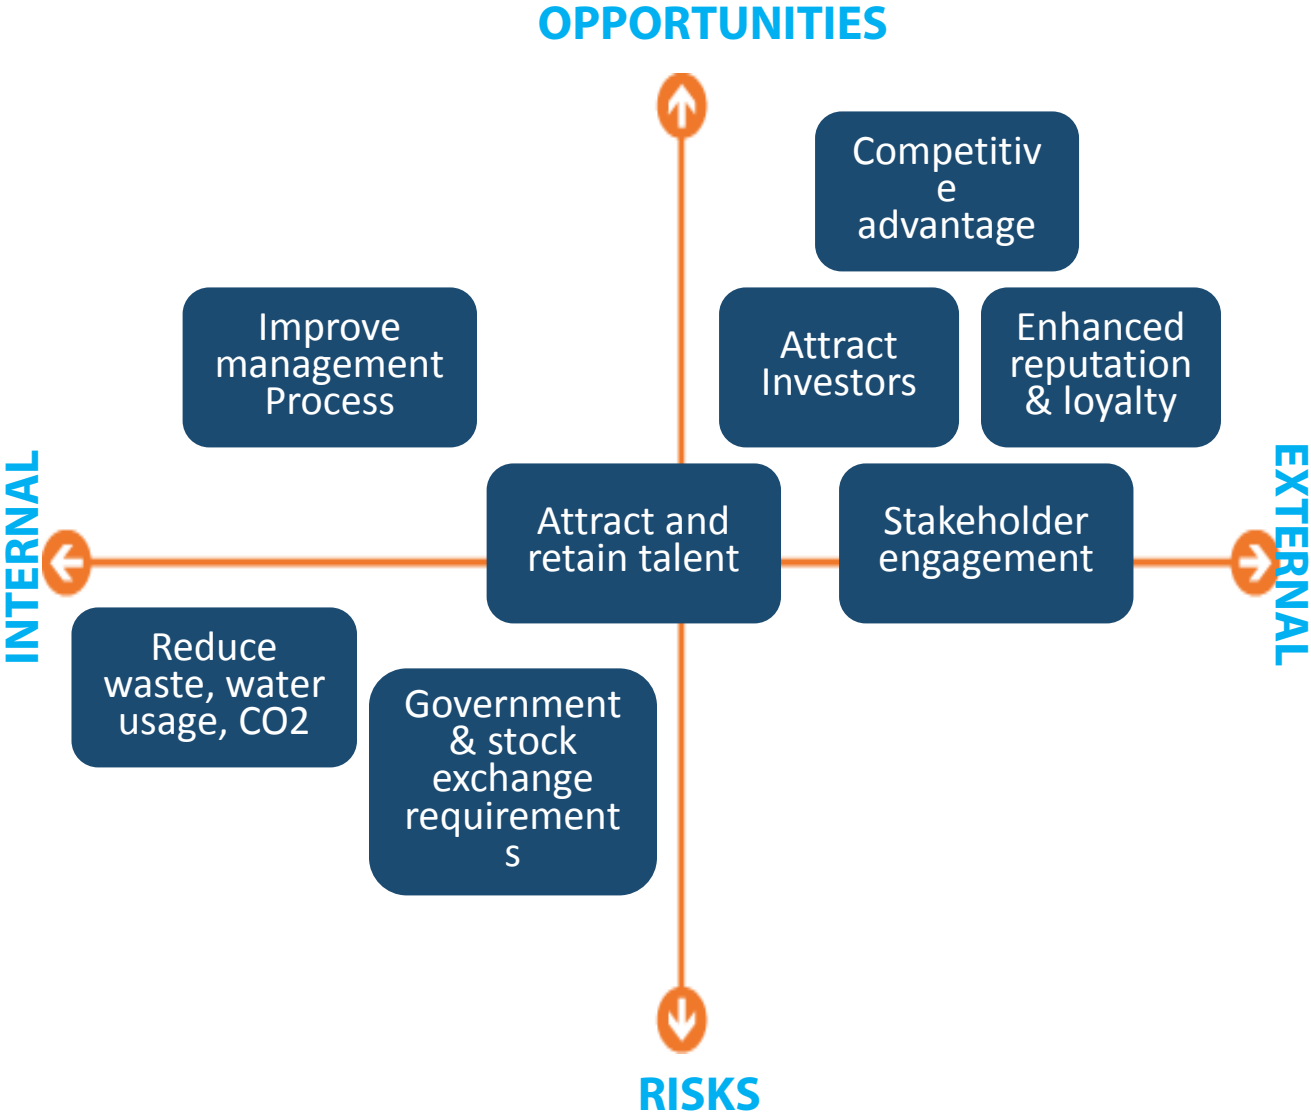 OPPORTUNITIES
Competitiv
e
advantage
Improve
management
Process
Attract
Investors
Enhanced
reputation
& loyalty
INTERNAL
Attract and
retain talent
Stakeholder
engagement
EXTERNAL
Reduce
waste, water
usage, CO2
Government
& stock
exchange
requirement
s
RISKS